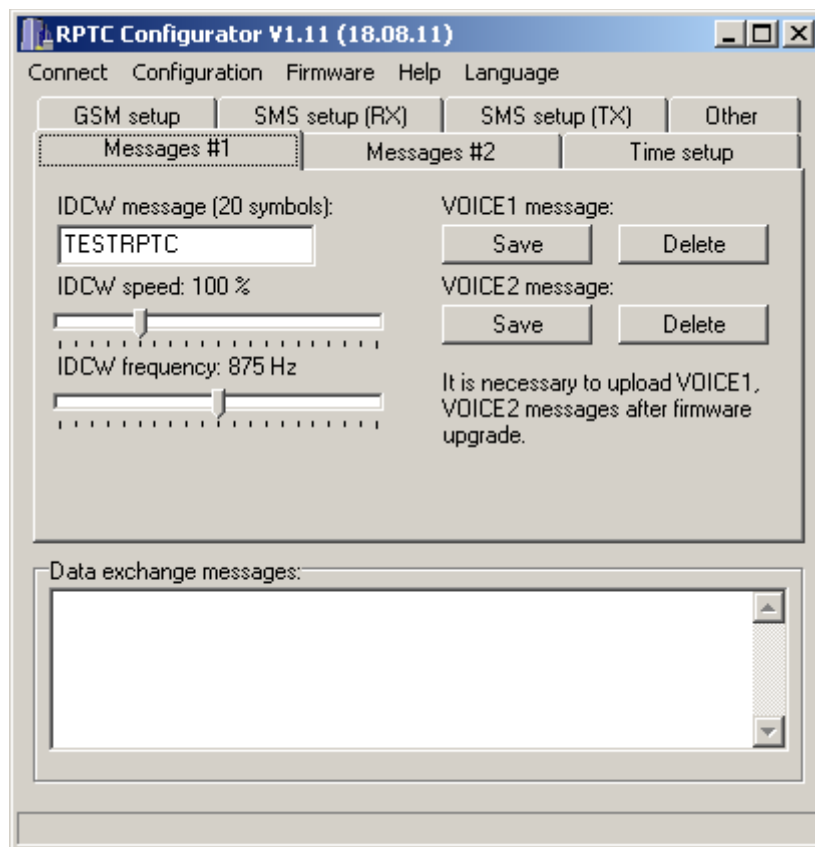 RPTC Configurator V1.11 (18.08.11)
Connect Configuration Firmware Help Language
GSM setup SMS setup (RX) SMS setup (TX) Other
Messages #1 Messages #2 Time setup
IDCW message (20 symbols):
TESTRPTC
IDCW speed: 100 %
IDCW frequency: 875 Hz
VOICE1 message:
Save Delete
VOICE2 message:
Save Delete
It is necessary to upload VOICE1,
VOICE2 messages after firmware
upgrade.
Data exchange messages: